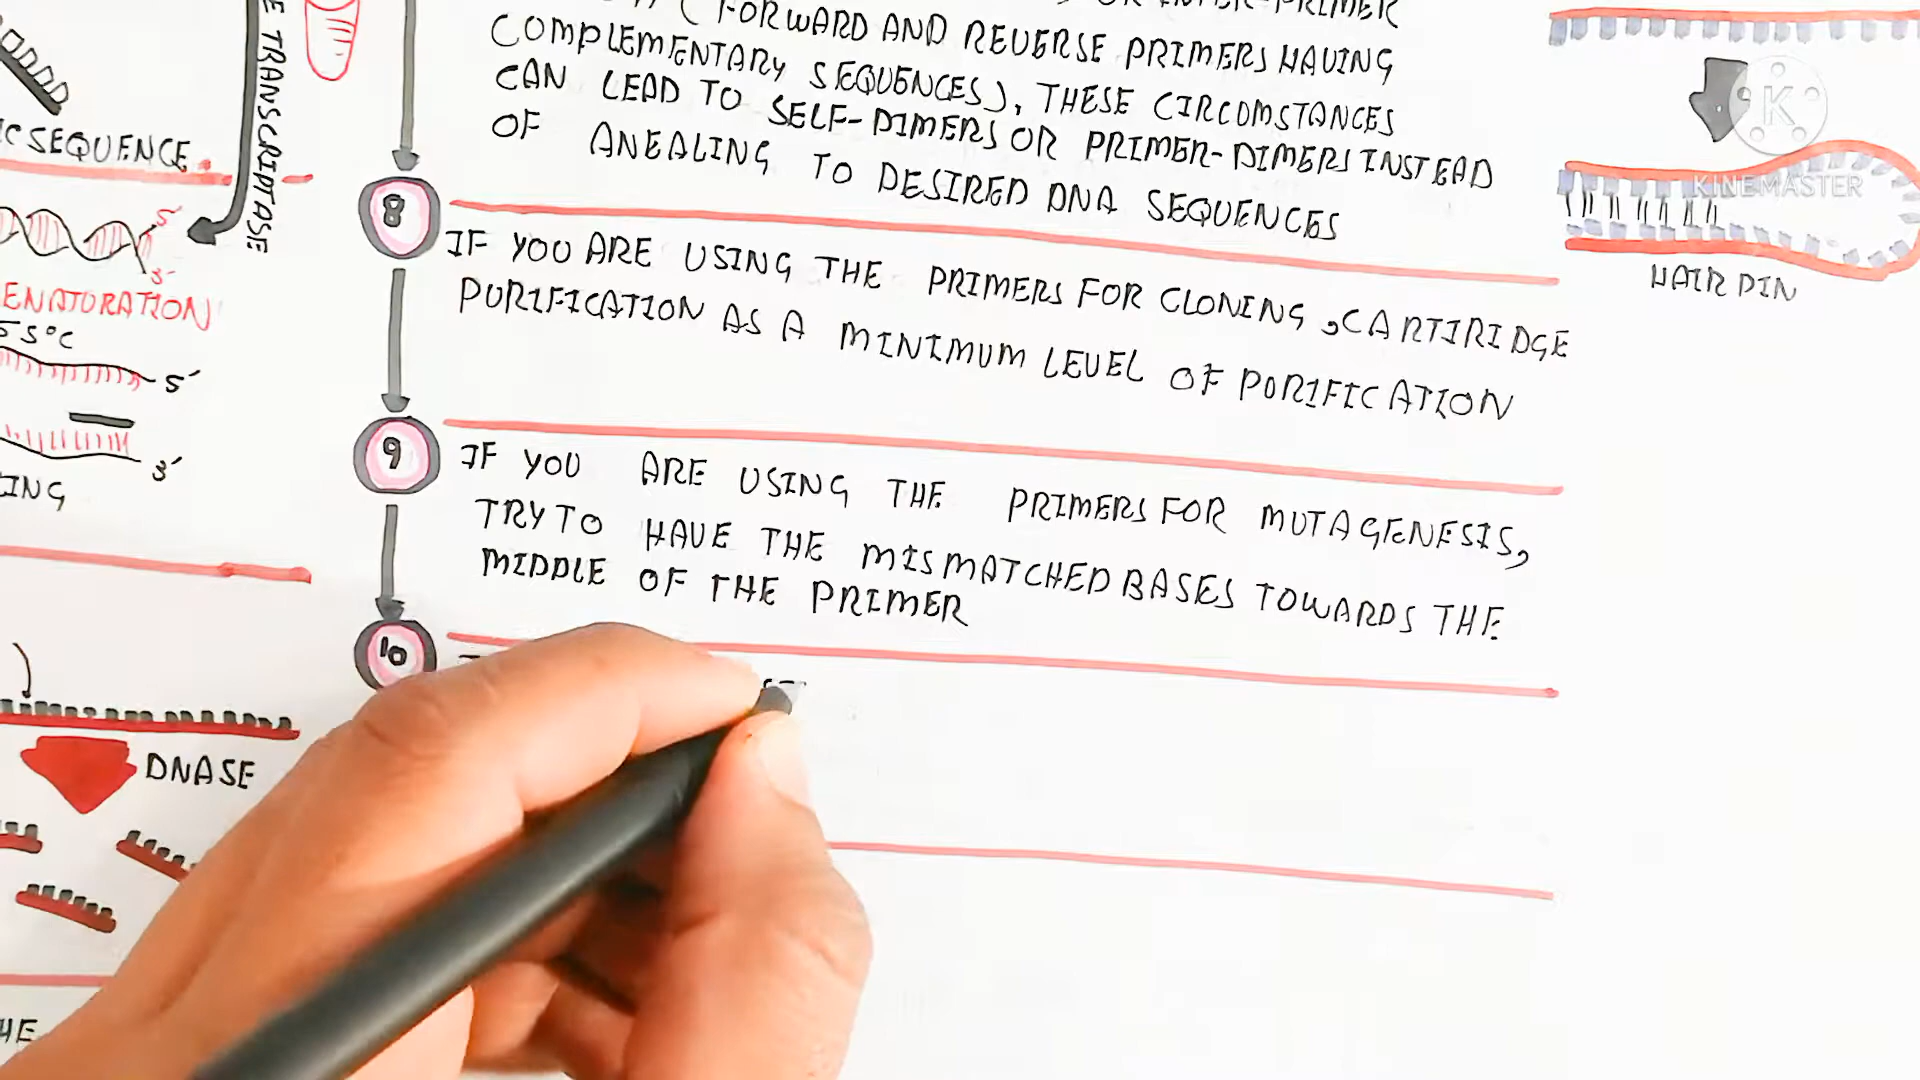 (FORWARD AND REVERSE PRIMERS HAVING
COMPLEMENTARY SEQUENCES), THESE CIRCOMSTANCES
CAN LEAD TO SELF-DIMERS OR PRIMER-DIMERS INSTEAD
OF ANEALING TO DESIRED DNA SEQUENCES
8
IF YOU ARE USING THE PRIMERS FOR CLONING, CARTIRIDGE
PURIFICATION AS A MINIMUM LEVEL OF PURIFICATION
9
IF YOU ARE USING THE PRIMERS FOR MUTAGENESIS,
TRY TO HAVE THE MISMATCHED BASES TOWARDS THE
MIDDLE OF THE PRIMER
10
TRANSCRIPTASE
SEQUENCE
5′
3′
ENATORATION
55°C
5′
3′
ING
DNASE
HE
K
KINEMASTER
HAIR PIN